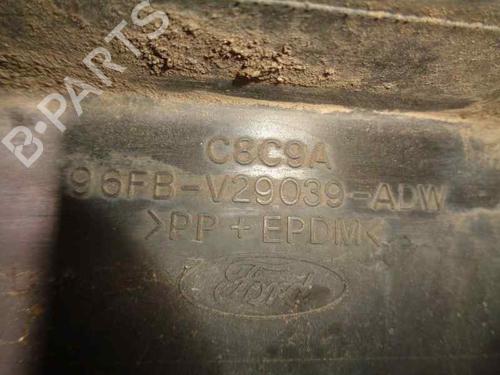 B-PARTS
C8C9A
96FB-V29039-ADW
>PP + EPDM<
Ford